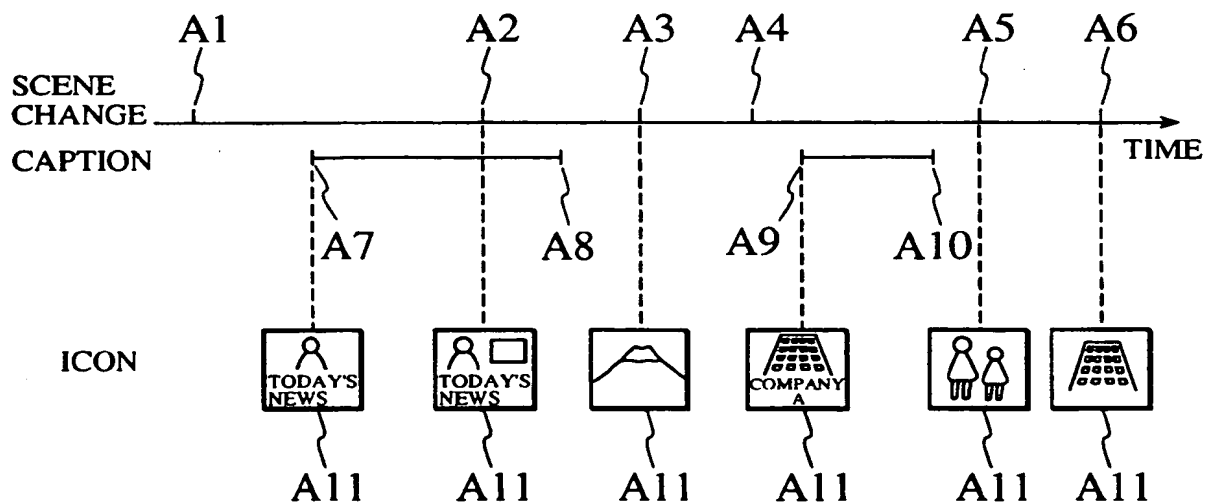 A1 A2 A3 A4 A5 A6
SCENE
CHANGE
TIME
CAPTION
A7 A8 A9 A10
ICON
TODAY'S
NEWS
TODAY'S
NEWS
COMPANY
A
A11 A11 A11 A11 A11 A11